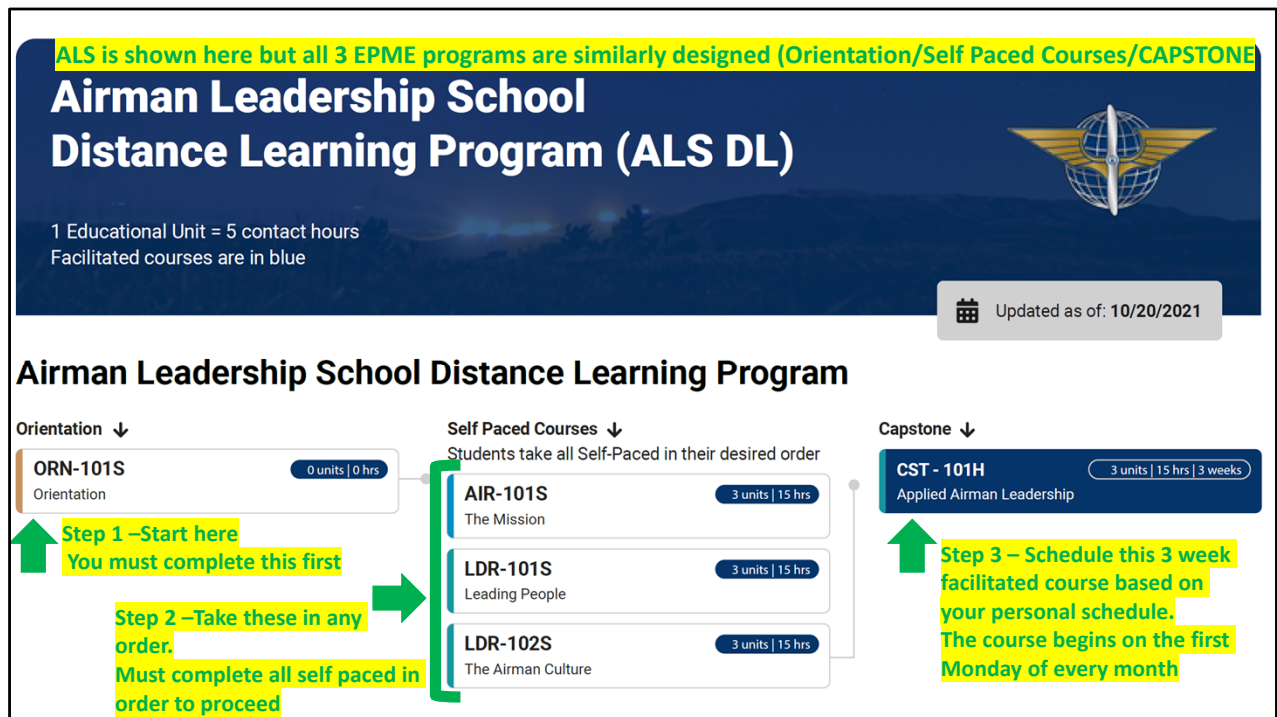 ALS is shown here but all 3 EPME programs are similarly designed (Orientation/Self Paced Courses/CAPSTONE
Airman Leadership School
Distance Learning Program (ALS DL)
1 Educational Unit = 5 contact hours
Facilitated courses are in blue
Updated as of: 10/20/2021
Airman Leadership School Distance Learning Program
Orientation ↓
ORN-101S
0 units | 0 hrs
Orientation
Step 1 –Start here
You must complete this first
Self Paced Courses ↓
Students take all Self-Paced in their desired order
AIR-101S
3 units | 15 hr
The Mission
LDR-101S
3 units | 15 hr
Leading People
LDR-102S
3 units | 15 hr
The Airman Culture
Step 2 –Take these in any
order.
Must complete all self paced in
order to proceed
Capstone ↓
CST - 101H
3 units | 15 hrs | 3 weeks
Applied Airman Leadership
Step 3 – Schedule this 3 week
facilitated course based on
your personal schedule.
The course begins on the first
Monday of every month